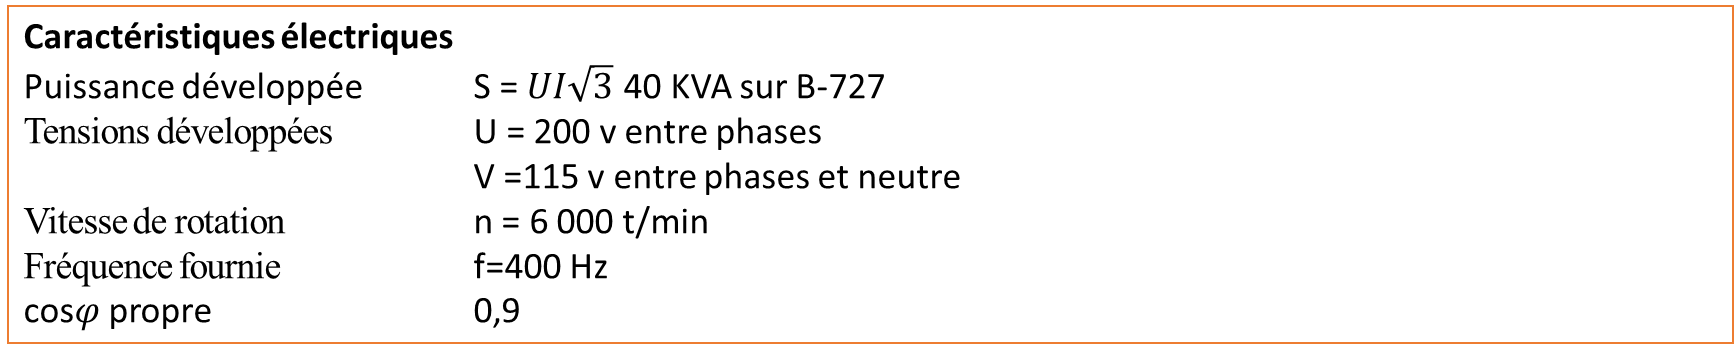 Caractéristiques électriques
Puissance développée S = UI√3 40 KVA sur B-727
Tensions développées U = 200 v entre phases
V =115 v entre phases et neutre
Vitesse de rotation n = 6 000 t/min
Fréquence fournie f=400 Hz
cosφ propre 0,9